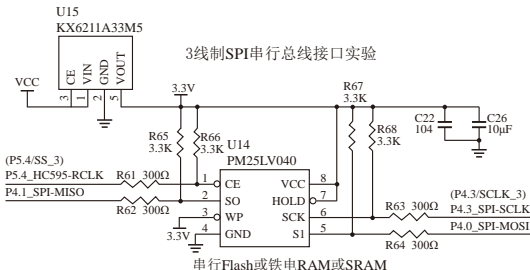 U15
KX6211A33M5
3线制SPI串行总线接口实验
CE
VIN
GND
VOUT
VCC
3 1 2 5
3.3V
R67
3.3K
R65
3.3K
R66
3.3K
U14
PM25LV040
R68
3.3K
C22
104
C26
10μF
(P5.4/SS_3)
P5.4_HC595-RCLK
R61 300Ω
1
CE
VCC
8
P4.1_SPI-MISO
R62 300Ω
2
SO
HOLD
7
(P4.3/SCLK_3)
3
WP
SCK
6
R63 300Ω
P4.3_SPI-SCLK
3.3V
4
GND
S1
5
R64 300Ω
P4.0_SPI-MOSI
串行Flash或铁电RAM或SRAM